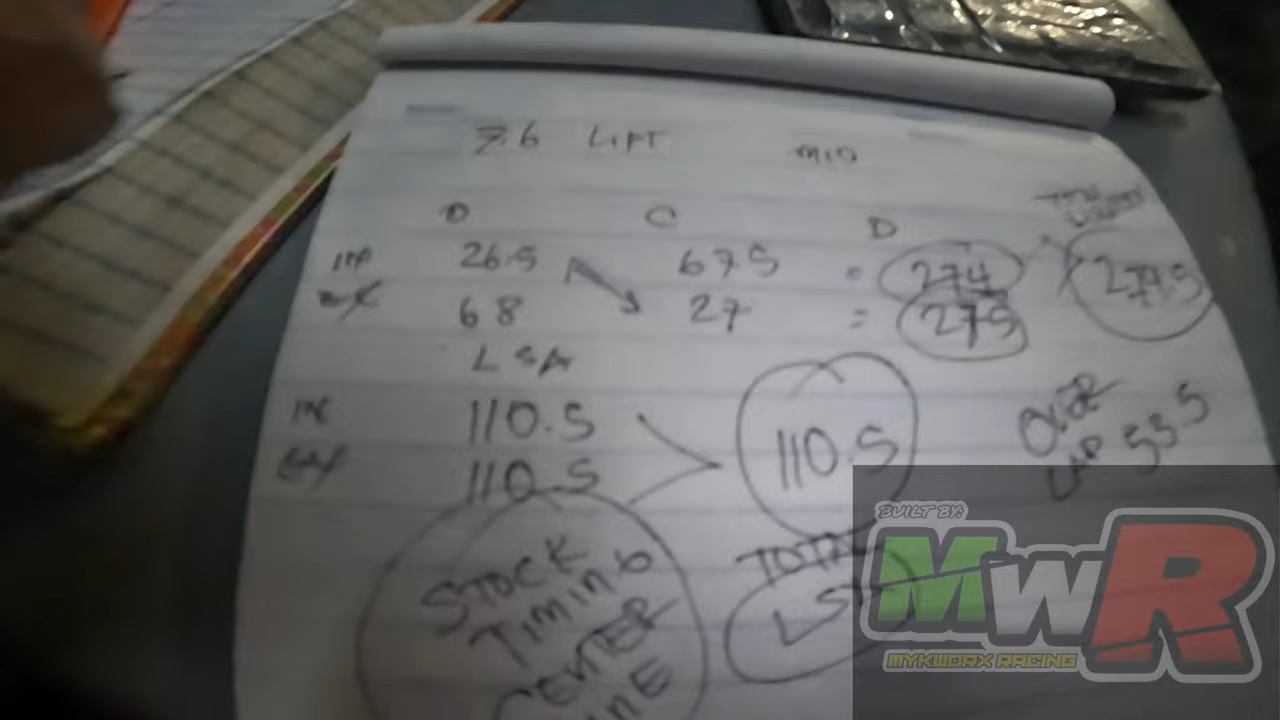 7.6 LIFT MIO
O C D
IN 26.5 67.5 = 274
EX 68 27 = 275
TOTAL
274.5
LSA
IN 110.5
EX 110.5
110.5
OVER
LAP 53.5
TOTAL
LSA
STOCK
TIMING
CENTER
LINE
BUILT BY:
MWR
MYKWORX RACING